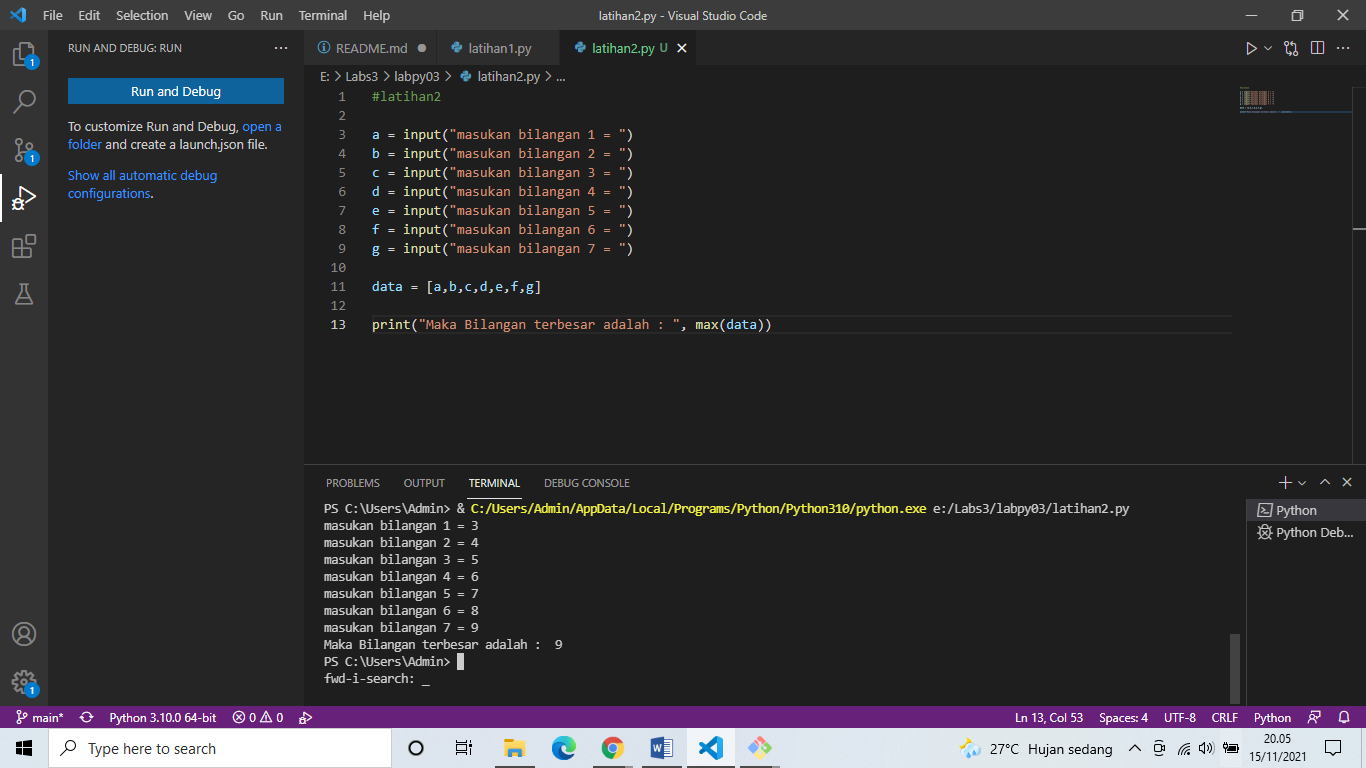 File Edit Selection View Go Run Terminal Help
latihan2.py - Visual Studio Code
RUN AND DEBUG: RUN
README.md
latihan1.py
latihan2.py U
1
Run and Debug
To customize Run and Debug, open a
folder and create a launch.json file.
Show all automatic debug
configurations.
1
1
E: > Labs3 > labpy03 > latihan2.py > ...
1 #latihan2
2
3 a = input("masukan bilangan 1 = ")
4 b = input("masukan bilangan 2 = ")
5 c = input("masukan bilangan 3 = ")
6 d = input("masukan bilangan 4 = ")
7 e = input("masukan bilangan 5 = ")
8 f = input("masukan bilangan 6 = ")
9 g = input("masukan bilangan 7 = ")
10
11 data = [a,b,c,d,e,f,g]
12
13 print("Maka Bilangan terbesar adalah : ", max(data))
PROBLEMS OUTPUT TERMINAL DEBUG CONSOLE
PS C:\Users\Admin> & C:/Users/Admin/AppData/Local/Programs/Python/Python310/python.exe e:/Labs3/labpy03/latihan2.py
masukan bilangan 1 = 3
masukan bilangan 2 = 4
masukan bilangan 3 = 5
masukan bilangan 4 = 6
masukan bilangan 5 = 7
masukan bilangan 6 = 8
masukan bilangan 7 = 9
Maka Bilangan terbesar adalah :  9
PS C:\Users\Admin>
fwd-i-search: _
Python
Python Deb...
main* Python 3.10.0 64-bit 0 0
Ln 13, Col 53 Spaces: 4 UTF-8 CRLF Python
Type here to search
27°C Hujan sedang
20.05
15/11/2021